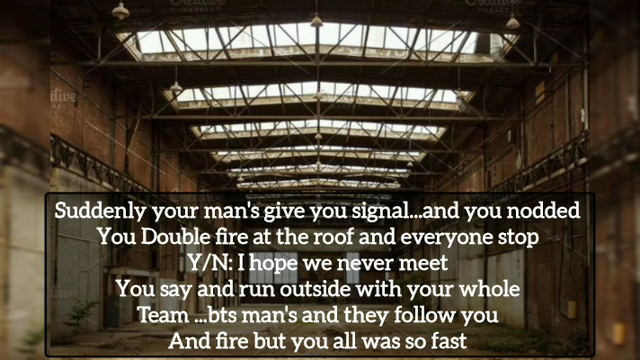 Suddenly your man's give you signal...and you nodded
You Double fire at the roof and everyone stop
Y/N: I hope we never meet
You say and run outside with your whole
Team ...bts man's and they follow you
And fire but you all was so fast